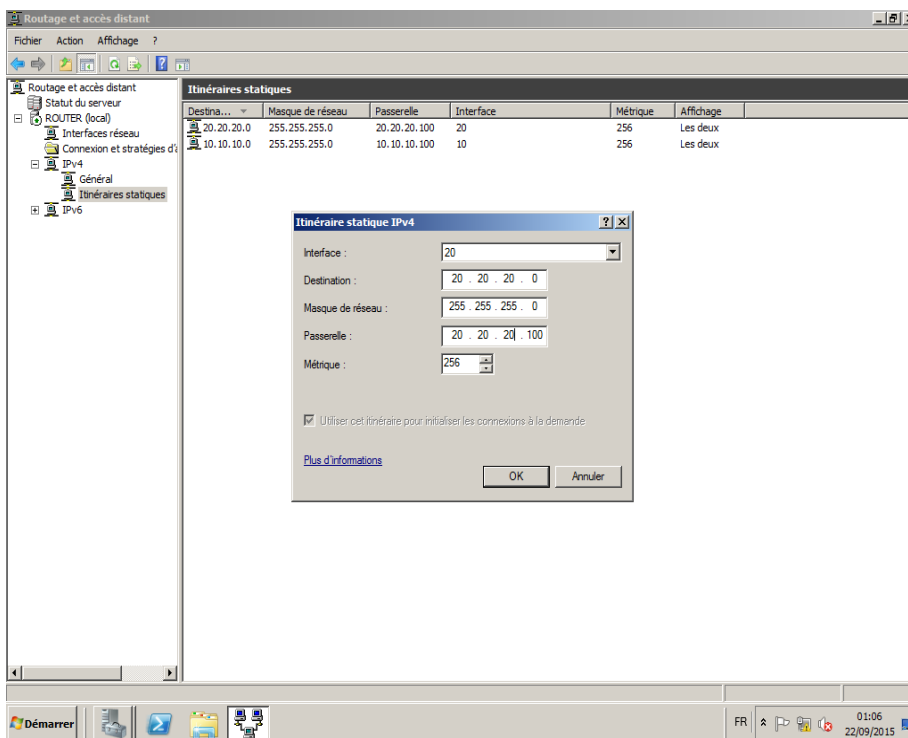 Routage et accès distant
Fichier Action Affichage ?
Routage et accès distant
Statut du serveur
ROUTER (local)
Interfaces réseau
Connexion et stratégies d'a
IPv4
Général
Itinéraires statiques
IPv6
Itinéraires statiques
Destina... Masque de réseau Passerelle Interface Métrique Affichage
20.20.20.0 255.255.255.0 20.20.20.100 20 256 Les deux
10.10.10.0 255.255.255.0 10.10.10.100 10 256 Les deux
Itinéraire statique IPv4
Interface : 20
Destination : 20 . 20 . 20 . 0
Masque de réseau : 255 . 255 . 255 . 0
Passerelle : 20 . 20 . 20 . 100
Métrique : 256
Utiliser cet itinéraire pour initialiser les connexions à la demande
Plus d'informations
OK Annuler
Démarrer
FR
01:06
22/09/2015